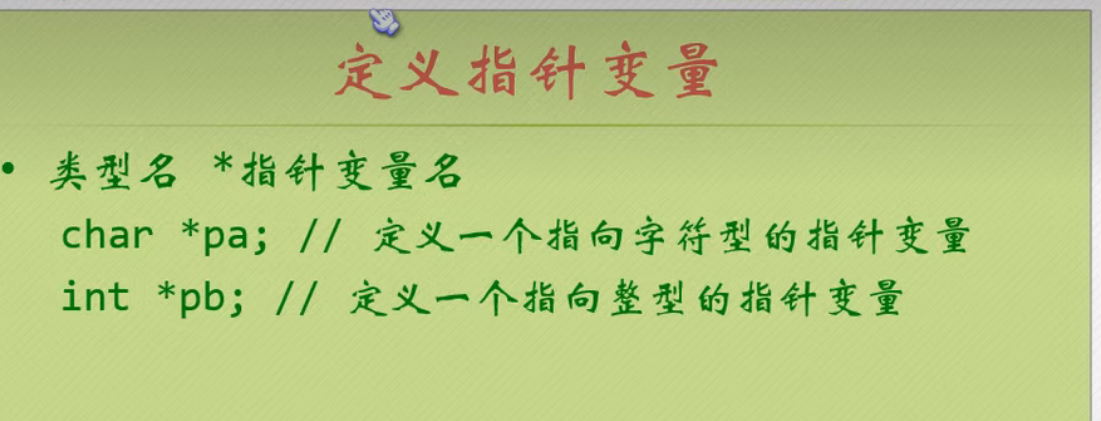 定义指针变量
• 类型名 *指针变量名
char *pa; // 定义一个指向字符型的指针变量
int *pb; // 定义一个指向整型的指针变量